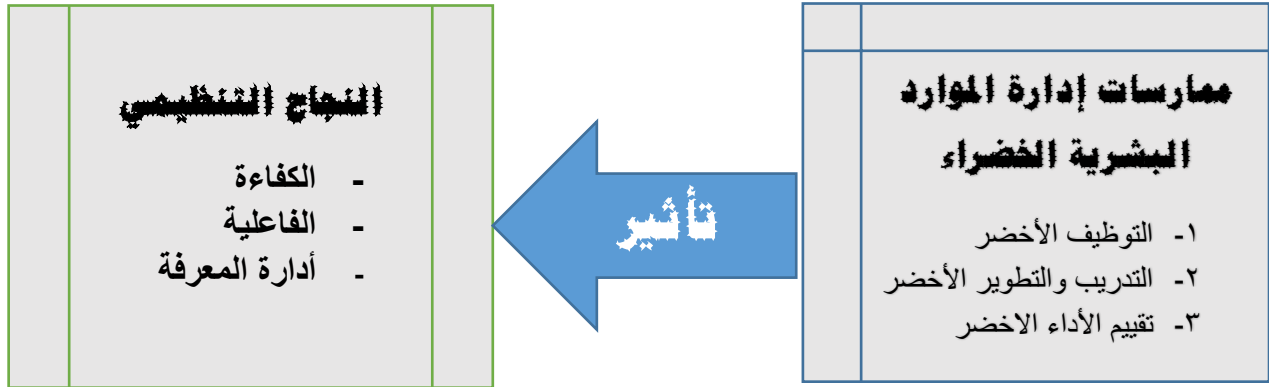 ممارسات إدارة الموارد
البشرية الخضراء
١- التوظيف الأخضر
٢- التدريب والتطوير الأخضر
٣- تقييم الأداء الاخضر
تأثير
النجاح التنظيمي
- الكفاءة
- الفاعلية
- أدارة المعرفة